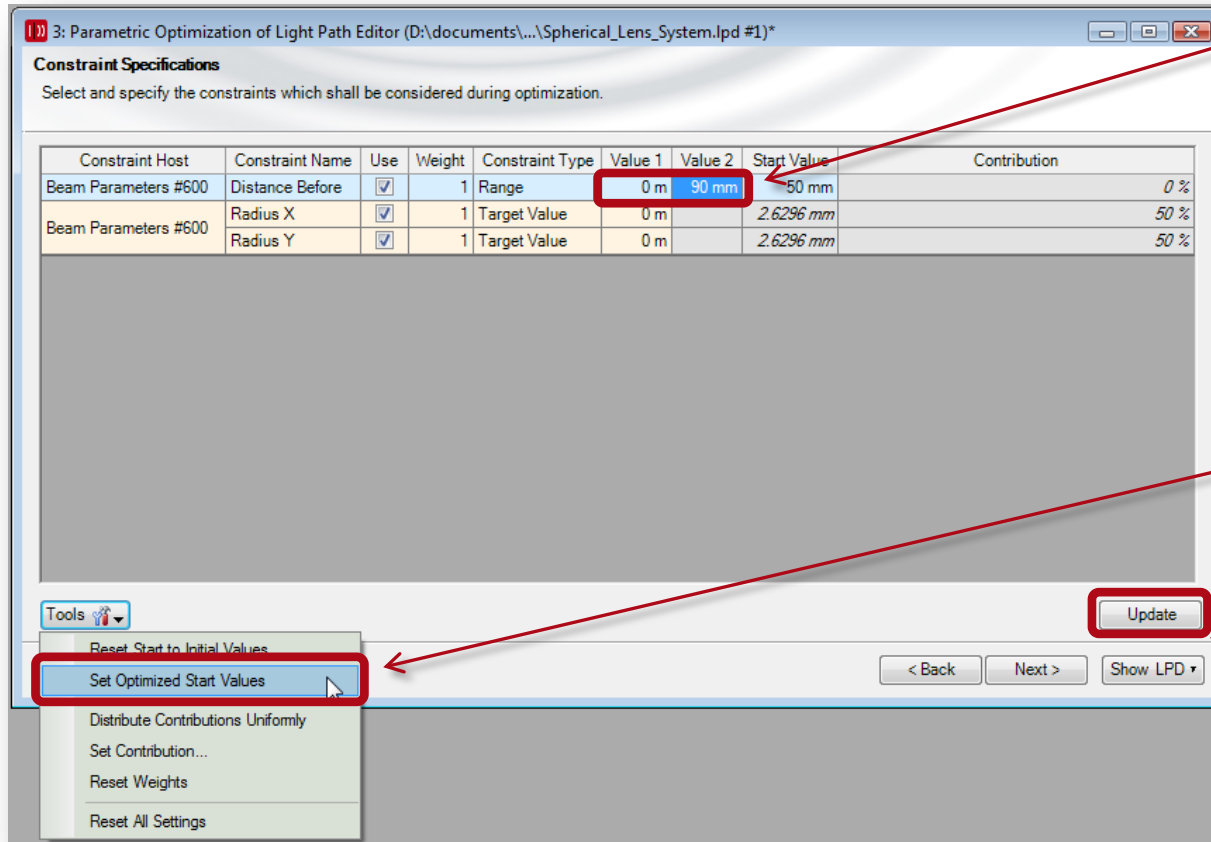 3: Parametric Optimization of Light Path Editor (D:\documents\...\Spherical_Lens_System.lpd #1)*
Constraint Specifications
Select and specify the constraints which shall be considered during optimization.
Constraint Host Constraint Name Use Weight Constraint Type Value 1 Value 2 Start Value Contribution
Beam Parameters #600 Distance Before 1 Range 0 m 90 mm 50 mm 0 %
Beam Parameters #600 Radius X 1 Target Value 0 m 2.6296 mm 50 %
Radius Y 1 Target Value 0 m 2.6296 mm 50 %
Tools Update
Reset Start to Initial Values
Set Optimized Start Values
< Back Next > Show LPD
Distribute Contributions Uniformly
Set Contribution...
Reset Weights
Reset All Settings